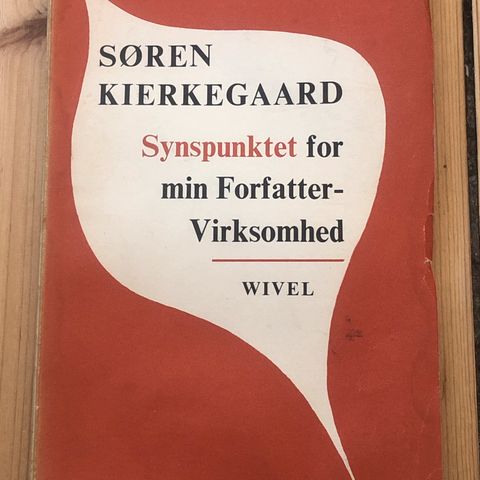 SØREN
KIERKEGAARD
Synspunktet for
min Forfatter-
Virksomhed
WIVEL